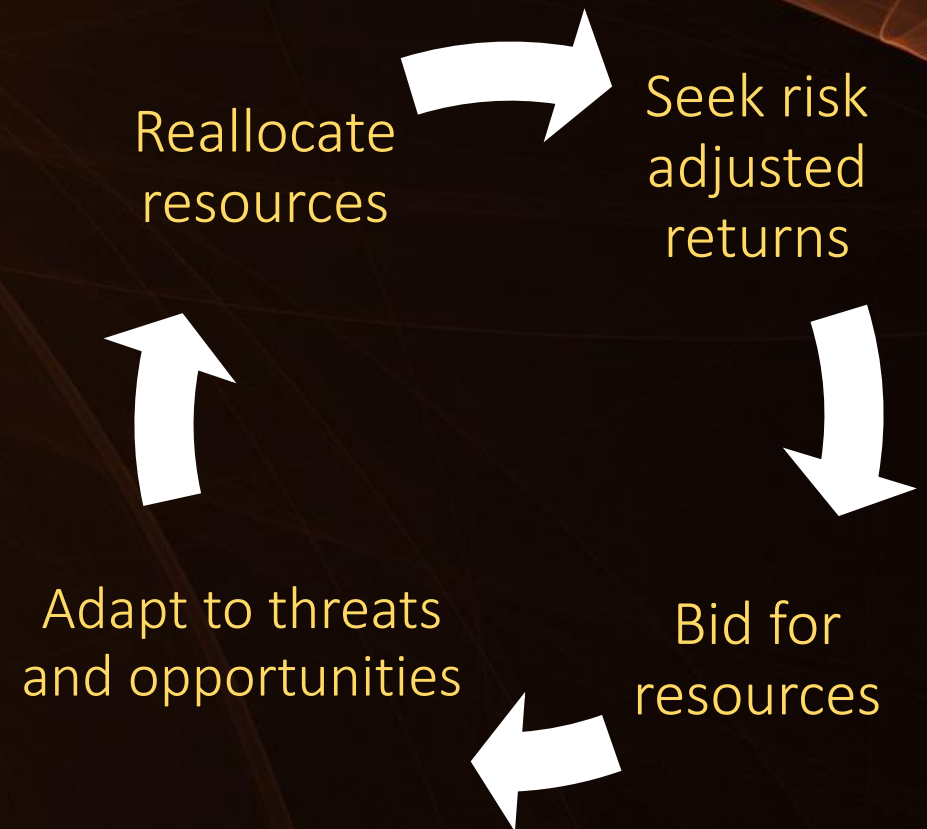 Reallocate
resources
Seek risk
adjusted
returns
Bid for
resources
Adapt to threats
and opportunities